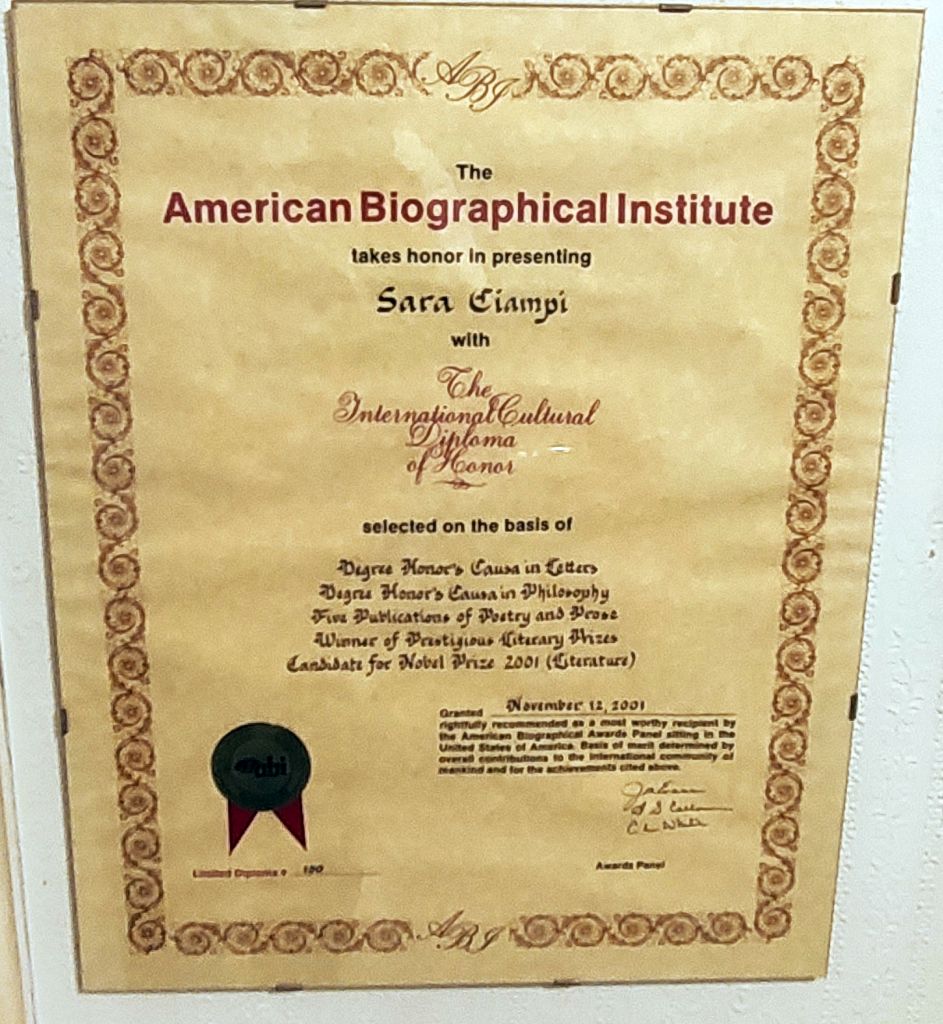 ABI
The
American Biographical Institute
takes honor in presenting
Sara Ciampi
with
The
International Cultural
Diploma
of Honor
selected on the basis of
Degree Honor's Causa in Letters
Degree Honor's Causa in Philosophy
Five Publications of Poetry and Prose
Winner of Prestigious Literary Prizes
Candidate for Nobel Prize 2001 (Literature)
Granted November 12, 2001
rightfully recommended as a most worthy recipient by
the American Biographical Awards Panel sitting in the
United States of America. Basis of merit determined by
overall contributions to the international community of
mankind and for the achievements cited above.
abi
Limited Diploma # 150
Awards Panel
ABI